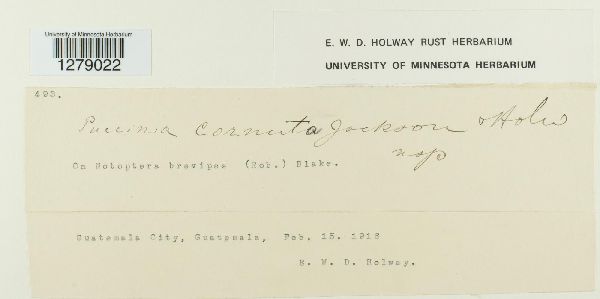 University of Minnesota Herbarium
1279022
E. W. D. HOLWAY RUST HERBARIUM
UNIVERSITY OF MINNESOTA HERBARIUM
493.
Puccinia cornuta Jackson & Holw
nsp
On Notoptera brevipes (Rob.) Blake.
Guatemala City, Guatemala, Feb. 15. 1916
E. W. D. Holway.